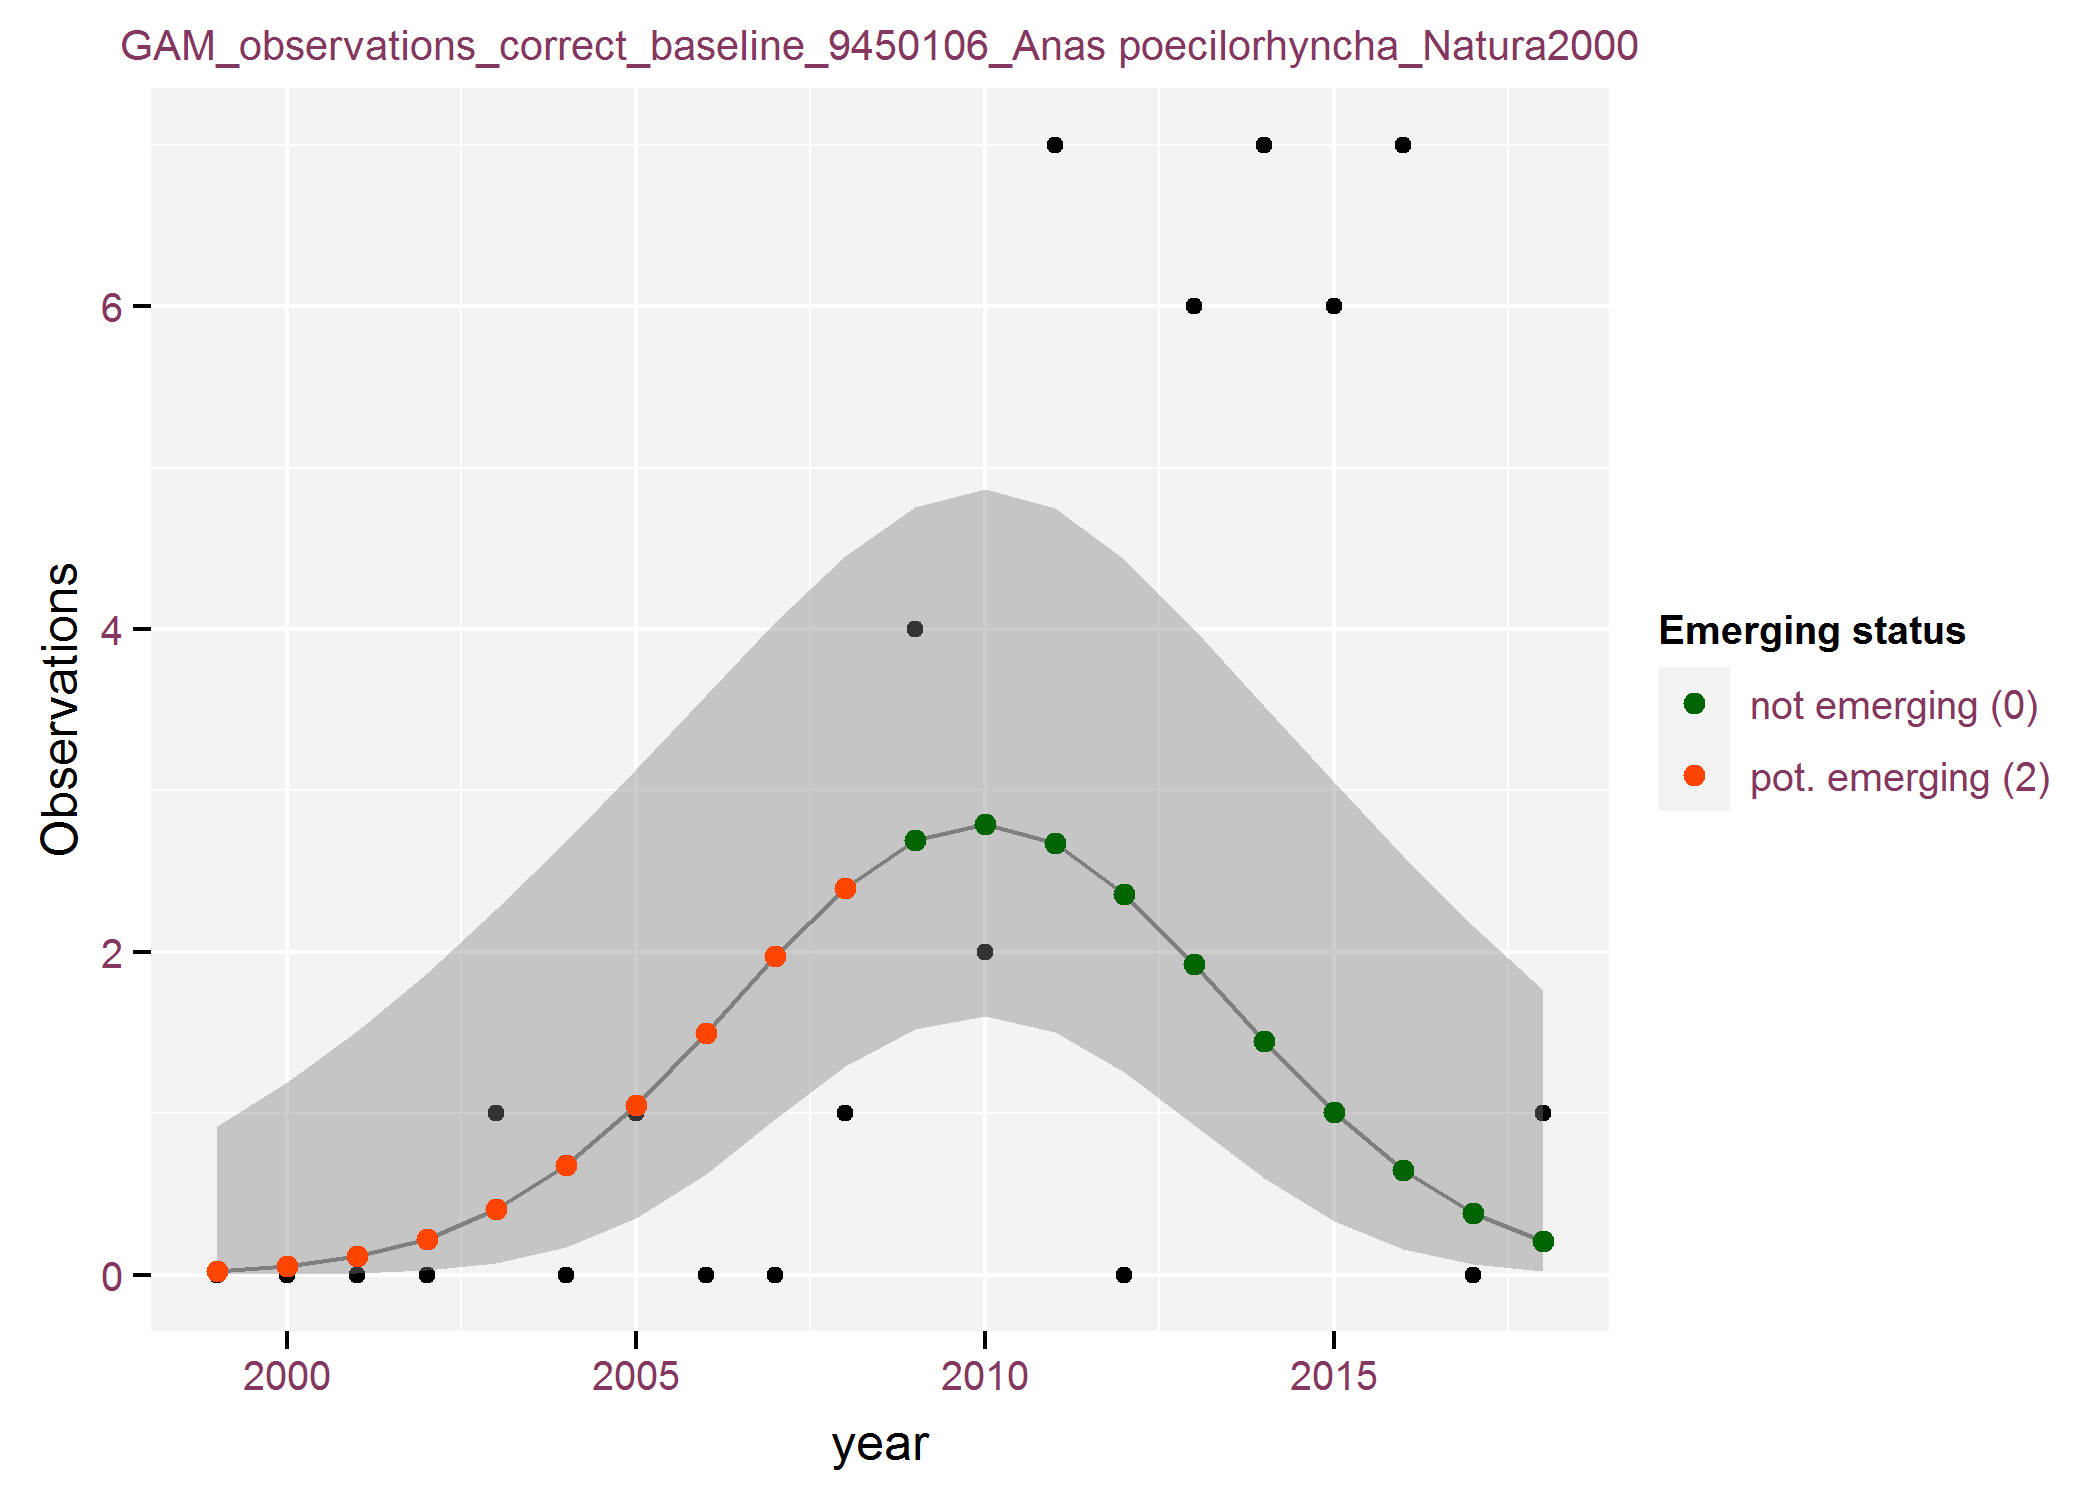 GAM_observations_correct_baseline_9450106_Anas poecilorhyncha_Natura2000
Observations
6
4
2
0
2000 2005 2010 2015
year
Emerging status
not emerging (0)
pot. emerging (2)